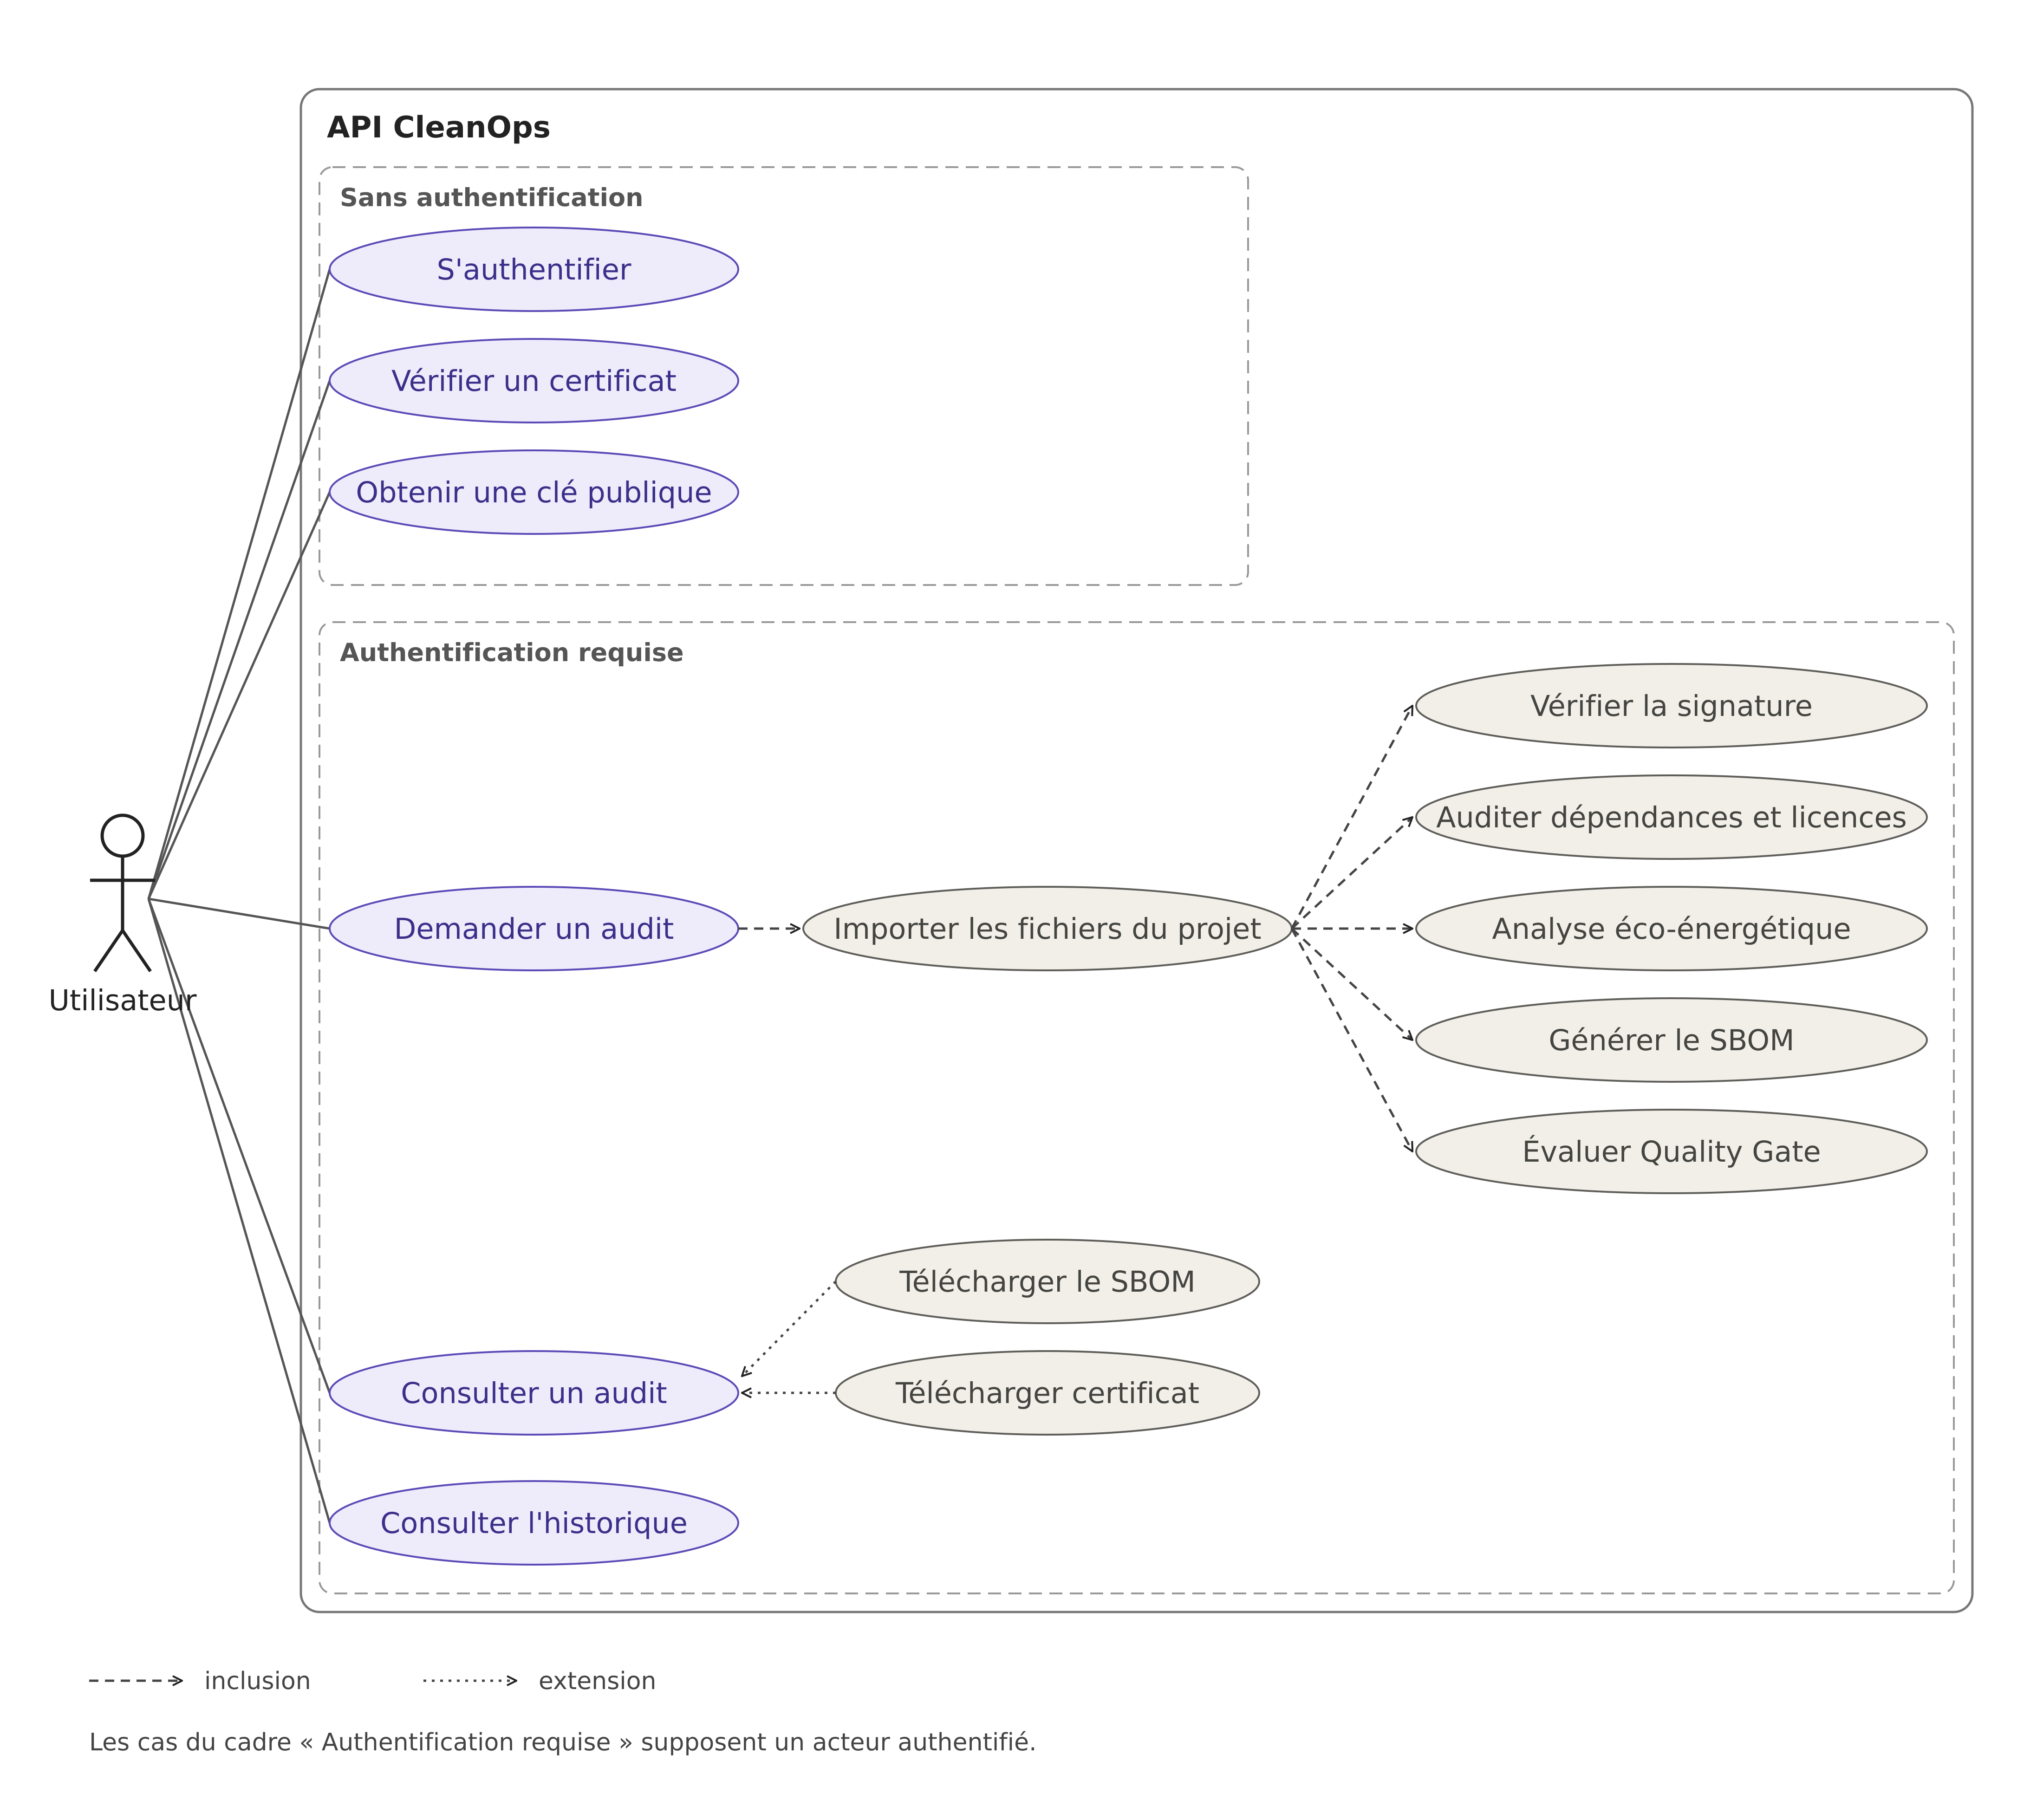 API CleanOps
Sans authentification
S'authentifier
Vérifier un certificat
Obtenir une clé publique
Authentification requise
Vérifier la signature
Auditer dépendances et licences
Demander un audit
Importer les fichiers du projet
Analyse éco-énergétique
Utilisateur
Générer le SBOM
Évaluer Quality Gate
Télécharger le SBOM
Consulter un audit
Télécharger certificat
Consulter l'historique
inclusion
extension
Les cas du cadre « Authentification requise » supposent un acteur authentifié.